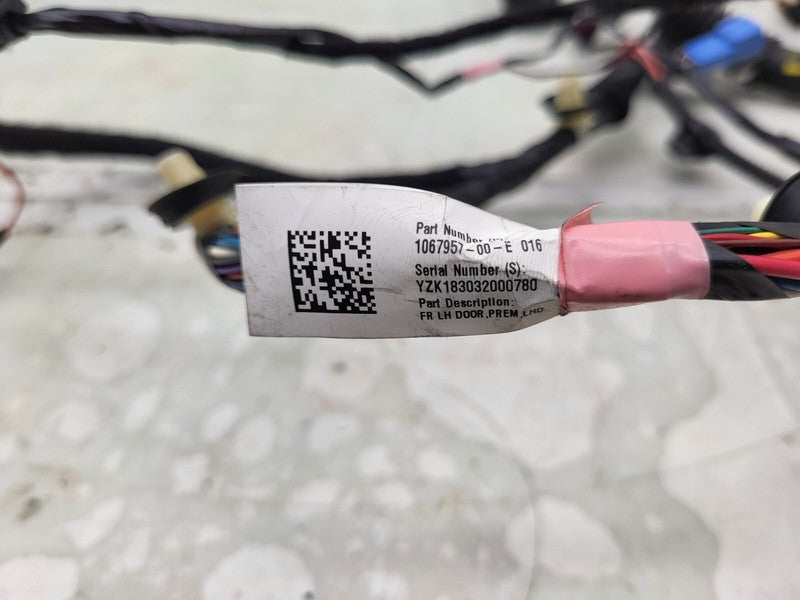 Part Number
1067957-00-E 016
Serial Number (S):
YZK183032000780
Part Description:
FR LH DOOR,PREM,LHD